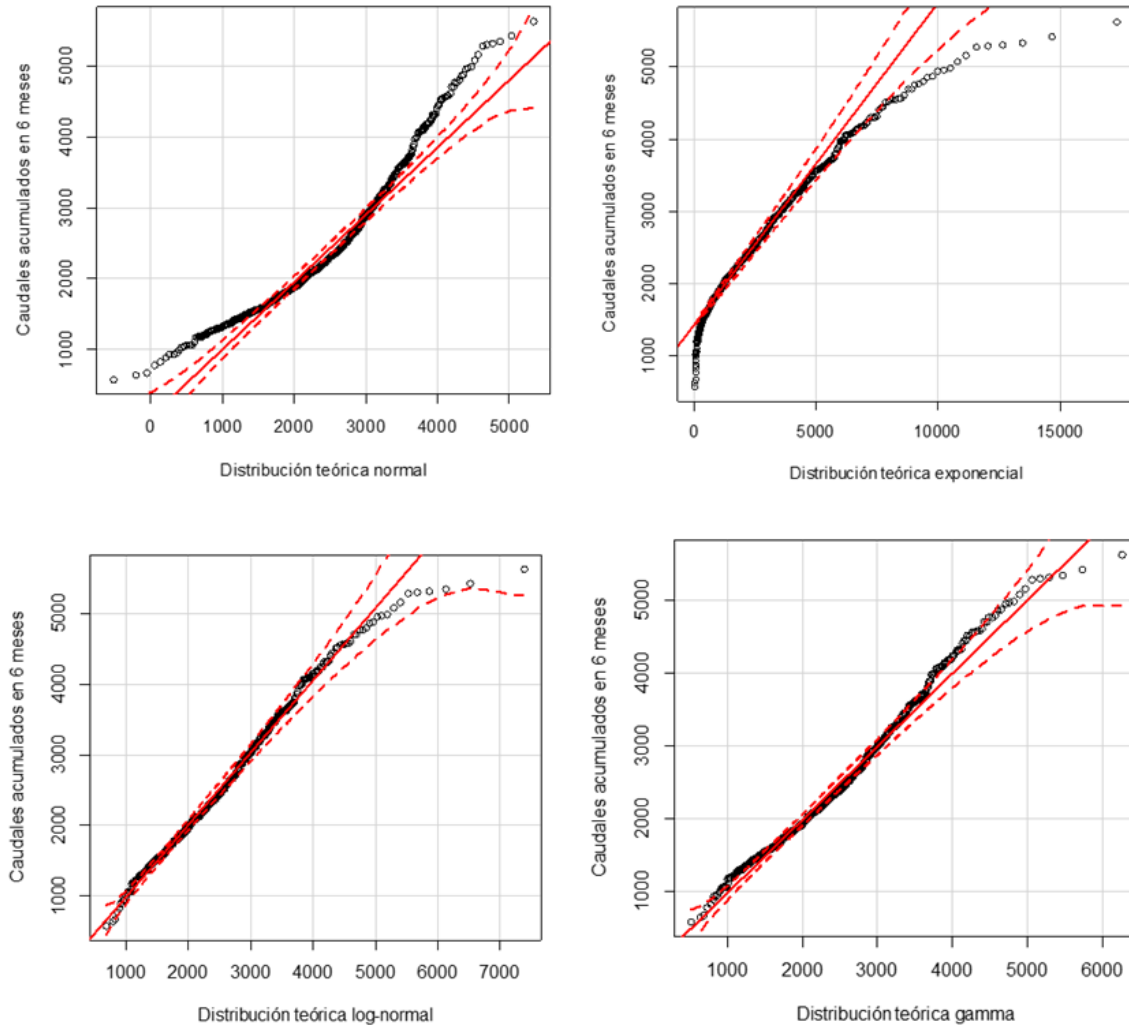 Caudales acumulados en 6 meses
1000 2000 3000 4000 5000
0 1000 2000 3000 4000 5000
Distribución teórica normal
Caudales acumulados en 6 meses
1000 2000 3000 4000 5000
0 5000 10000 15000
Distribución teórica exponencial
Caudales acumulados en 6 meses
1000 2000 3000 4000 5000
1000 2000 3000 4000 5000 6000 7000
Distribución teórica log-normal
Caudales acumulados en 6 meses
1000 2000 3000 4000 5000
1000 2000 3000 4000 5000 6000
Distribución teórica gamma